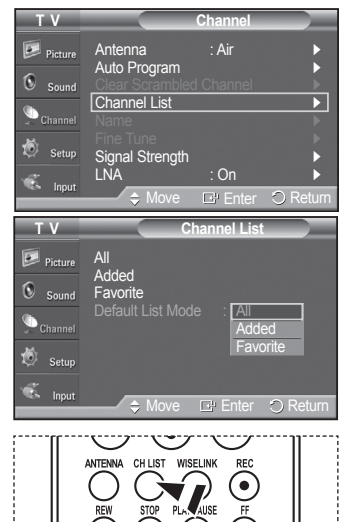 T V
Channel
Picture
Sound
Channel
Setup
Input
Antenna : Air
Auto Program
Clear Scrambled Channel
Channel List
Name
Fine Tune
Signal Strength
LNA : On
Move Enter Return
T V
Channel List
Picture
Sound
Channel
Setup
Input
All
Added
Favorite
Default List Mode : All
Added
Favorite
Move Enter Return
ANTENNA CH LIST WISELINK REC
REW STOP FF